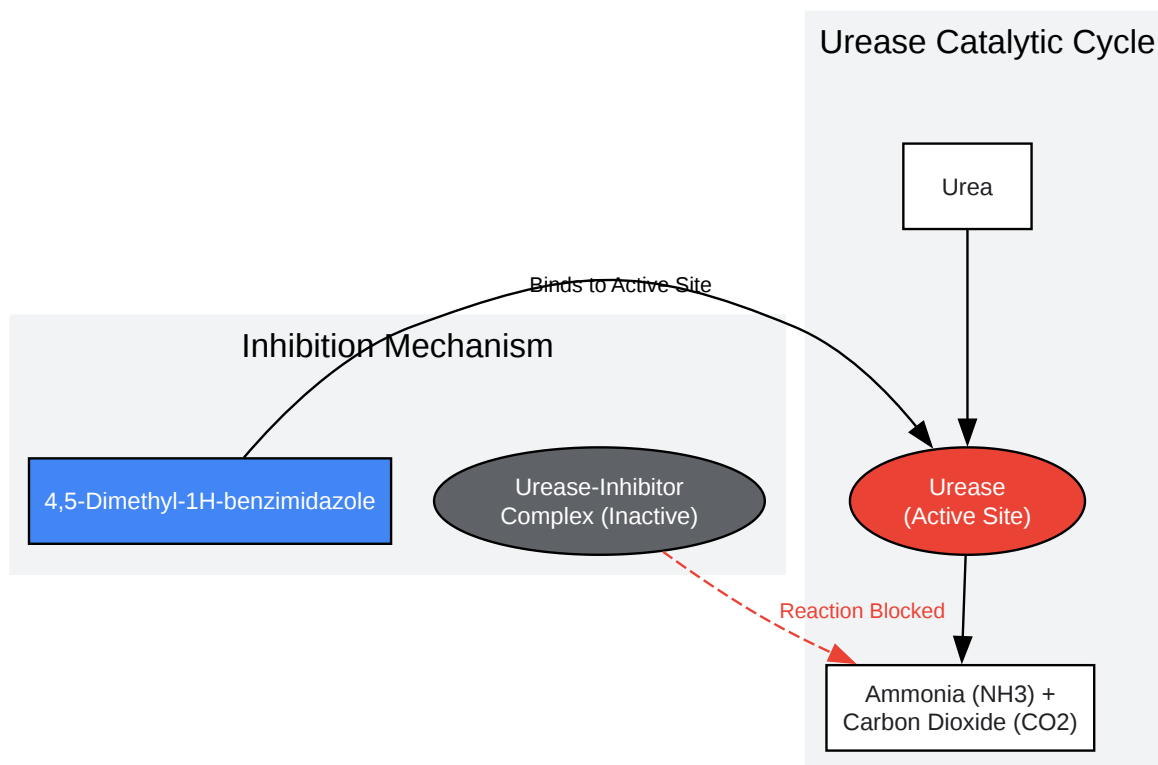 Urease Catalytic Cycle
Urea
Binds to Active Site
Inhibition Mechanism
4,5-Dimethyl-1H-benzimidazole
Urease-Inhibitor
Complex (Inactive)
Urease
(Active Site)
Reaction Blocked
Ammonia (NH3) +
Carbon Dioxide (CO2)